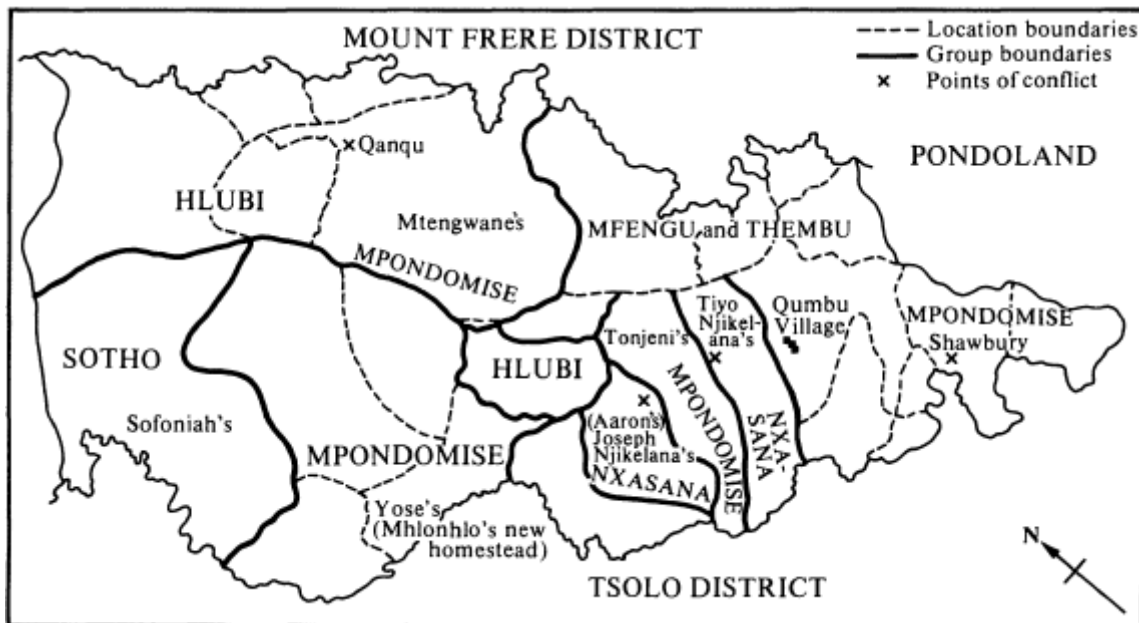 MOUNT FRERE DISTRICT
Location boundaries
Group boundaries
Points of conflict
PONDOLAND
Qanqu
HLUBI
Mtengwane's
MPONDOMISE
MFENGU and THEMBU
SOTHO
Sofoniah's
MPONDOMISE
Yose's
(Mhlonhlo's new
homestead)
HLUBI
Tonjeni's
MPONDOMISE
(Aaron's)
Joseph
Njikelana's
NXASANA
Tiyo
Njikel-
ana's
NXA-
SANA
Qumbu
Village
MPONDOMISE
Shawbury
TSOLO DISTRICT
N